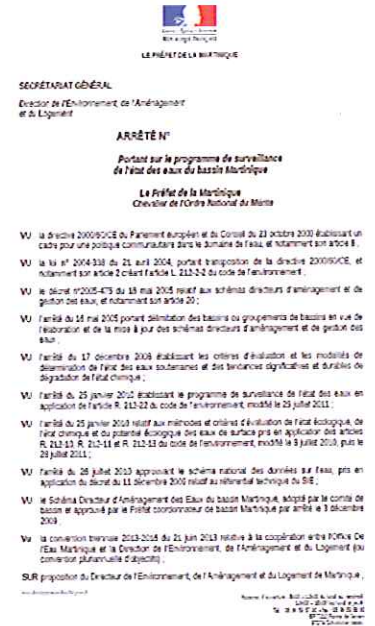 LE PRÉFET DE LA MARTINIQUE
SECRÉTARIAT GÉNÉRAL
Direction de l'Environnement, de l'Aménagement
et du Logement
ARRÊTÉ N°
Portant sur le programme de surveillance
de l'état des eaux du bassin Martinique
Le Préfet de la Martinique
Chevalier de l'Ordre National du Mérite
VU la directive 2000/60/CE du Parlement européen et du Conseil du 23 octobre 2000 établissant un
cadre pour une politique communautaire dans le domaine de l'eau, et notamment son article 8 ;
VU la loi n° 2004-338 du 21 avril 2004, portant transposition de la directive 2000/60/CE, et
notamment son article 2 créant l'article L. 212-2-2 du code de l'environnement ;
VU le décret n°2005-475 du 16 mai 2005 relatif aux schémas directeurs d'aménagement et de
gestion des eaux, et notamment son article 20 ;
VU l'arrêté du 16 mai 2005 portant délimitation des bassins ou groupements de bassins en vue de
l'élaboration et de la mise à jour des schémas directeurs d'aménagement et de gestion des
eaux ;
VU l'arrêté du 17 décembre 2008 établissant les critères d'évaluation et les modalités de
détermination de l'état des eaux souterraines et des tendances significatives et durables de
dégradation de l'état chimique ;
VU l'arrêté du 25 janvier 2010 établissant le programme de surveillance de l'état des eaux en
application de l'article R. 212-22 du code de l'environnement, modifié le 29 juillet 2011 ;
VU l'arrêté du 25 janvier 2010 relatif aux méthodes et critères d'évaluation de l'état écologique, de
l'état chimique et du potentiel écologique des eaux de surface pris en application des articles
R. 212-10, R. 212-11 et R. 212-13 du code de l'environnement, modifié le 8 juillet 2010, puis le
28 juillet 2011 ;
VU l'arrêté du 26 juillet 2010 approuvant le schéma national des données sur l'eau, pris en
application du décret du 11 décembre 2009 relatif au référentiel technique du SIE ;
VU le Schéma Directeur d'Aménagement des Eaux du bassin Martinique, adopté par le comité de
bassin et approuvé par le Préfet coordonnateur de bassin Martinique par arrêté le 3 décembre
2009 ;
Vu la convention triennale 2013-2015 du 21 juin 2013 relative à la coopération entre l'Office De
l'Eau Martinique et la Direction de l'Environnement, de l'Aménagement et du Logement (ou
convention pluriannuelle d'objectifs) ;
SUR proposition du Directeur de l'Environnement, de l'Aménagement et du Logement de Martinique ;